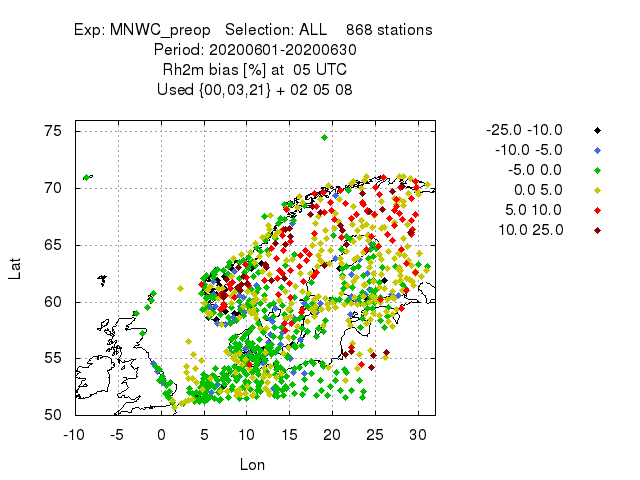 Exp: MNWC_preop Selection: ALL 868 stations
Period: 20200601-20200630
Rh2m bias [%] at 05 UTC
Used {00,03,21} + 02 05 08
-25.0 -10.0
-10.0 -5.0
-5.0 0.0
0.0 5.0
5.0 10.0
10.0 25.0
75
70
65
60
55
50
Lat
-10 -5 0 5 10 15 20 25 30
Lon